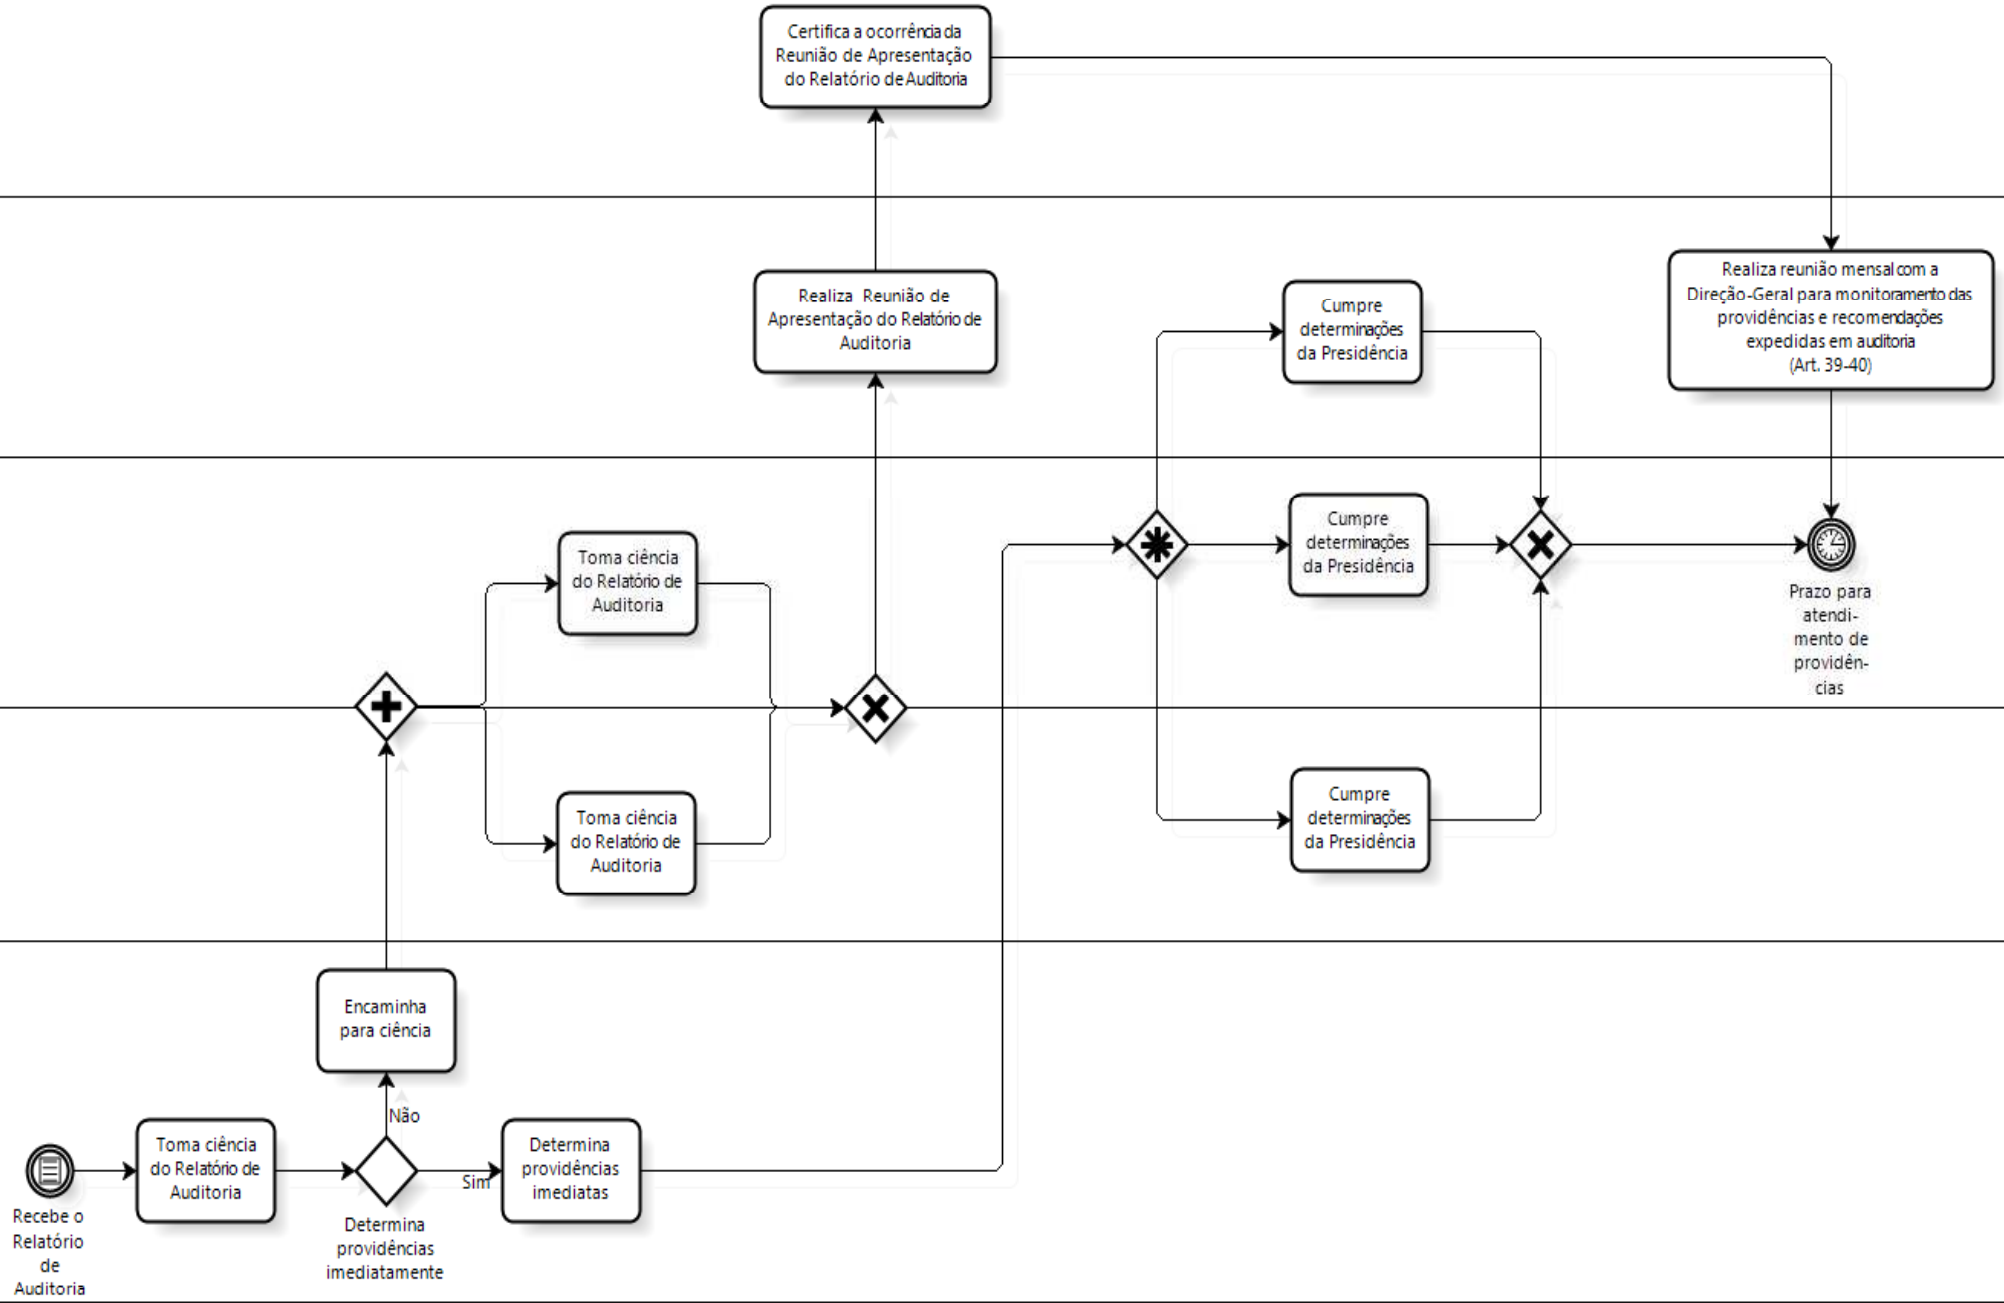 Certifica a ocorrência da
Reunião de Apresentação
do Relatório de Auditoria
Realiza Reunião de
Apresentação do Relatório de
Auditoria
Cumpre
determinações
da Presidência
Realiza reunião mensal com a
Direção-Geral para monitoramento das
providências e recomendações
expedidas em auditoria
(Art. 39-40)
Toma ciência
do Relatório de
Auditoria
Cumpre
determinações
da Presidência
Prazo para
atendi-
mento de
providên-
cias
Toma ciência
do Relatório de
Auditoria
Cumpre
determinações
da Presidência
Encaminha
para ciência
Não
Toma ciência
do Relatório de
Auditoria
Sim
Determina
providências
imediatas
Recebe o
Relatório
de
Auditoria
Determina
providências
imediatamente